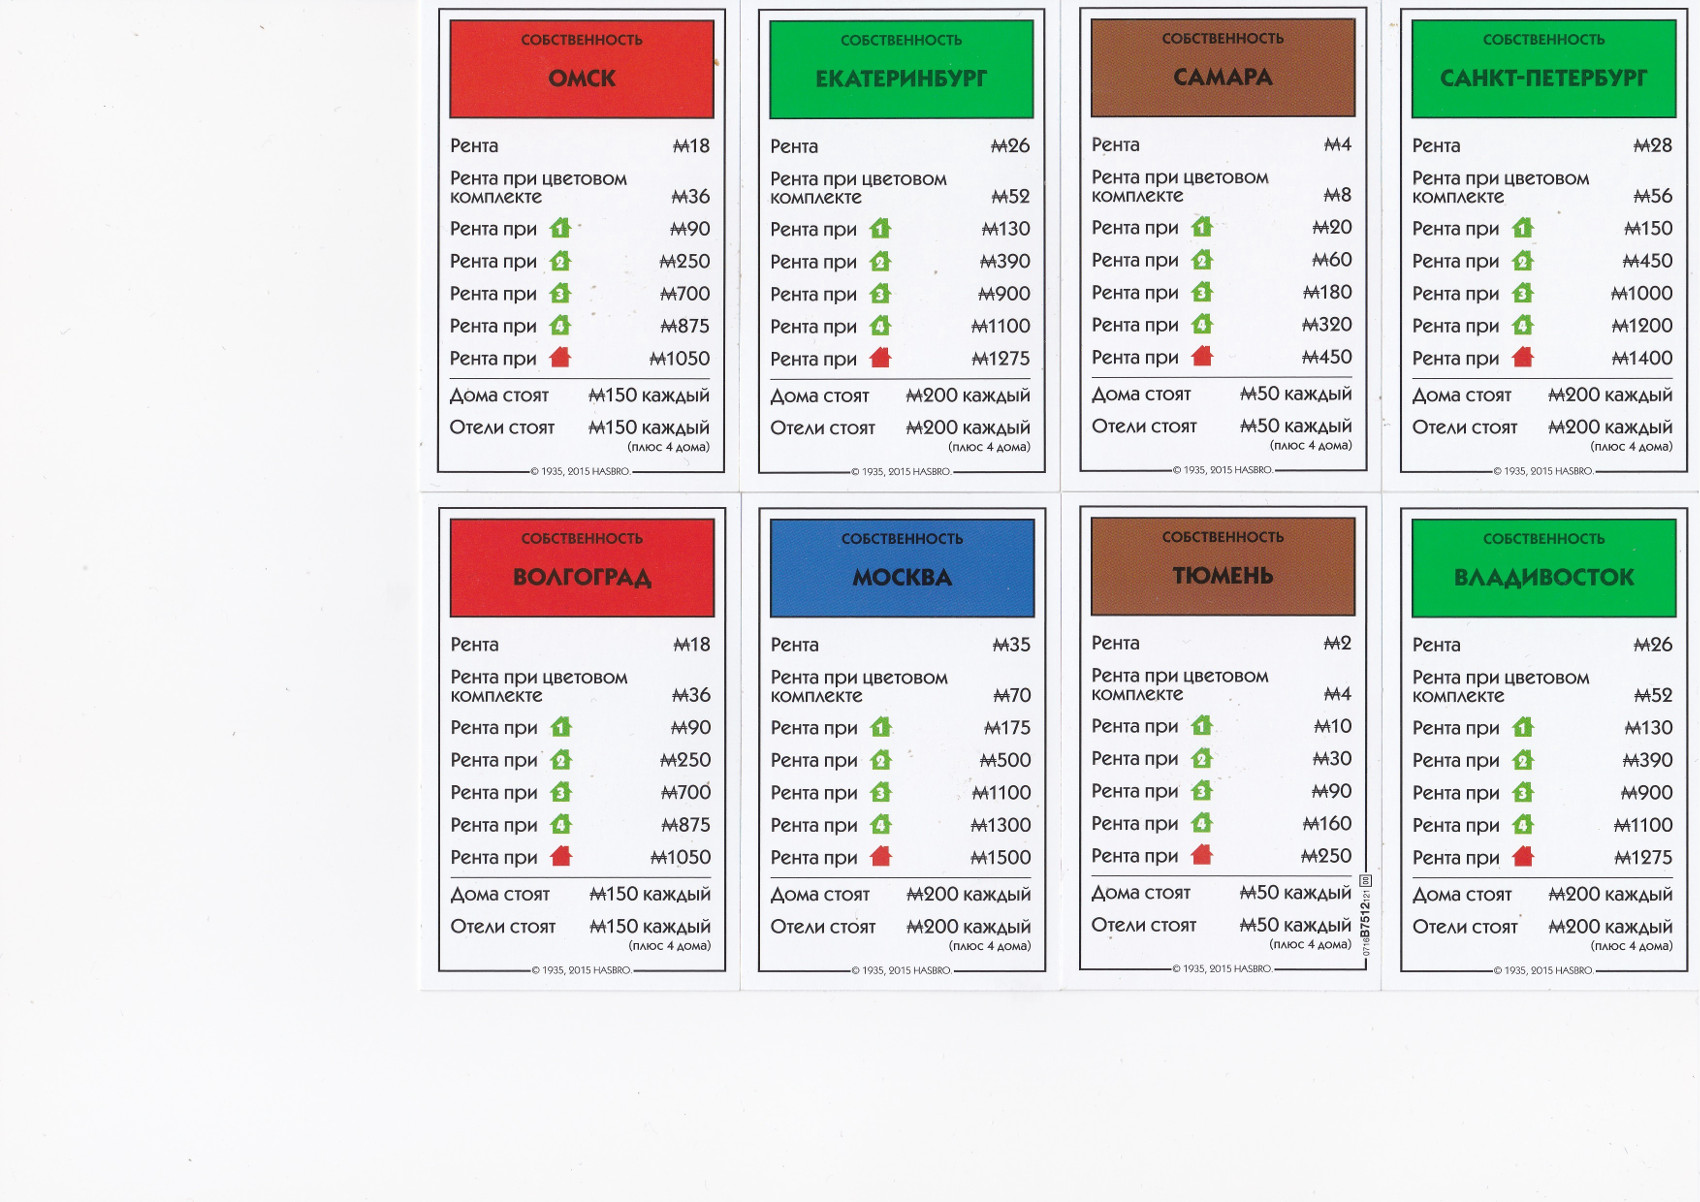 СОБСТВЕННОСТЬ
ОМСК
Рента ₩18
Рента при цветовом
комплекте ₩36
Рента при 1 ₩90
Рента при 2 ₩250
Рента при 3 ₩700
Рента при 4 ₩875
Рента при ₩1050
Дома стоят ₩150 каждый
Отели стоят ₩150 каждый
(плюс 4 дома)
© 1935, 2015 HASBRO.
СОБСТВЕННОСТЬ
ЕКАТЕРИНБУРГ
Рента ₩26
Рента при цветовом
комплекте ₩52
Рента при 1 ₩130
Рента при 2 ₩390
Рента при 3 ₩900
Рента при 4 ₩1100
Рента при ₩1275
Дома стоят ₩200 каждый
Отели стоят ₩200 каждый
(плюс 4 дома)
© 1935, 2015 HASBRO.
СОБСТВЕННОСТЬ
САМАРА
Рента ₩4
Рента при цветовом
комплекте ₩8
Рента при 1 ₩20
Рента при 2 ₩60
Рента при 3 ₩180
Рента при 4 ₩320
Рента при ₩450
Дома стоят ₩50 каждый
Отели стоят ₩50 каждый
(плюс 4 дома)
© 1935, 2015 HASBRO.
СОБСТВЕННОСТЬ
САНКТ-ПЕТЕРБУРГ
Рента ₩28
Рента при цветовом
комплекте ₩56
Рента при 1 ₩150
Рента при 2 ₩450
Рента при 3 ₩1000
Рента при 4 ₩1200
Рента при ₩1400
Дома стоят ₩200 каждый
Отели стоят ₩200 каждый
(плюс 4 дома)
© 1935, 2015 HASBRO.
СОБСТВЕННОСТЬ
ВОЛГОГРАД
Рента ₩18
Рента при цветовом
комплекте ₩36
Рента при 1 ₩90
Рента при 2 ₩250
Рента при 3 ₩700
Рента при 4 ₩875
Рента при ₩1050
Дома стоят ₩150 каждый
Отели стоят ₩150 каждый
(плюс 4 дома)
© 1935, 2015 HASBRO.
СОБСТВЕННОСТЬ
МОСКВА
Рента ₩35
Рента при цветовом
комплекте ₩70
Рента при 1 ₩175
Рента при 2 ₩500
Рента при 3 ₩1100
Рента при 4 ₩1300
Рента при ₩1500
Дома стоят ₩200 каждый
Отели стоят ₩200 каждый
(плюс 4 дома)
© 1935, 2015 HASBRO.
СОБСТВЕННОСТЬ
ТЮМЕНЬ
Рента ₩2
Рента при цветовом
комплекте ₩4
Рента при 1 ₩10
Рента при 2 ₩30
Рента при 3 ₩90
Рента при 4 ₩160
Рента при ₩250
Дома стоят ₩50 каждый
Отели стоят ₩50 каждый
(плюс 4 дома)
© 1935, 2015 HASBRO.
0716B7512121 00
СОБСТВЕННОСТЬ
ВЛАДИВОСТОК
Рента ₩26
Рента при цветовом
комплекте ₩52
Рента при 1 ₩130
Рента при 2 ₩390
Рента при 3 ₩900
Рента при 4 ₩1100
Рента при ₩1275
Дома стоят ₩200 каждый
Отели стоят ₩200 каждый
(плюс 4 дома)
© 1935, 2015 HASBRO.